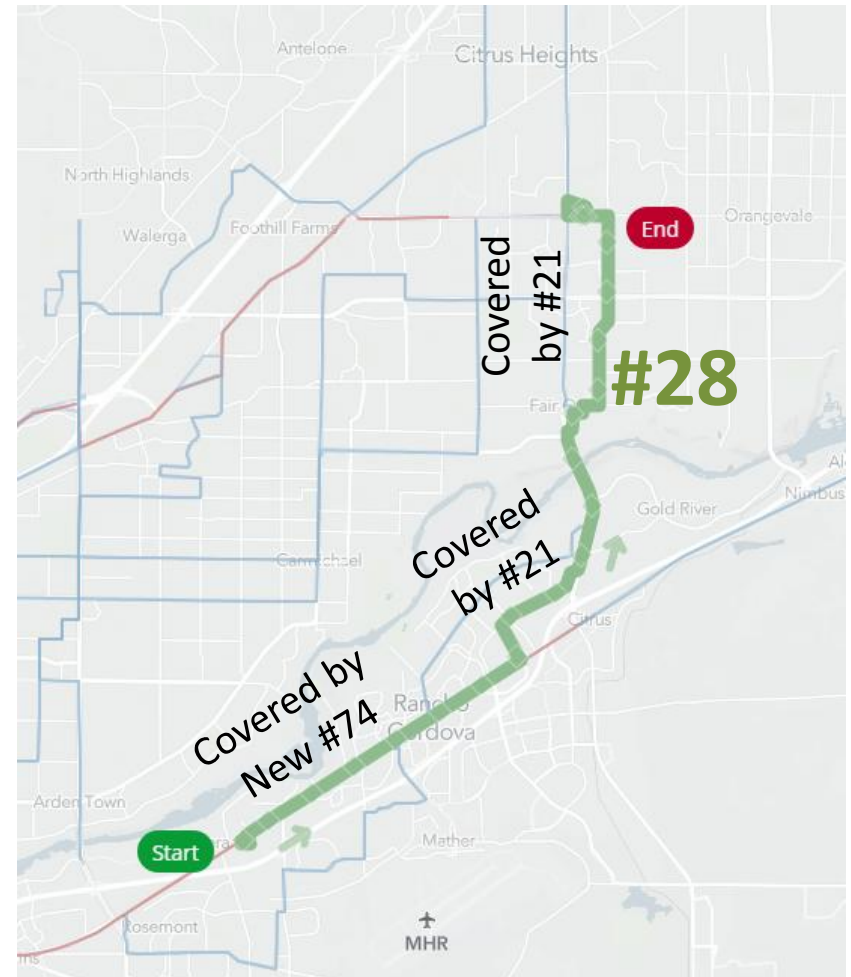 Antelope
Citrus Heights
North Highlands
Walerga
Foothill Farms
End
Orangevale
Covered
by #21
#28
Fair
Gold River
Nimbus
Covered
by #21
Carmichael
Citrus
Covered by
New #74
Rancho
Cordova
Arden Town
Start
Mather
Rosemont
MHR